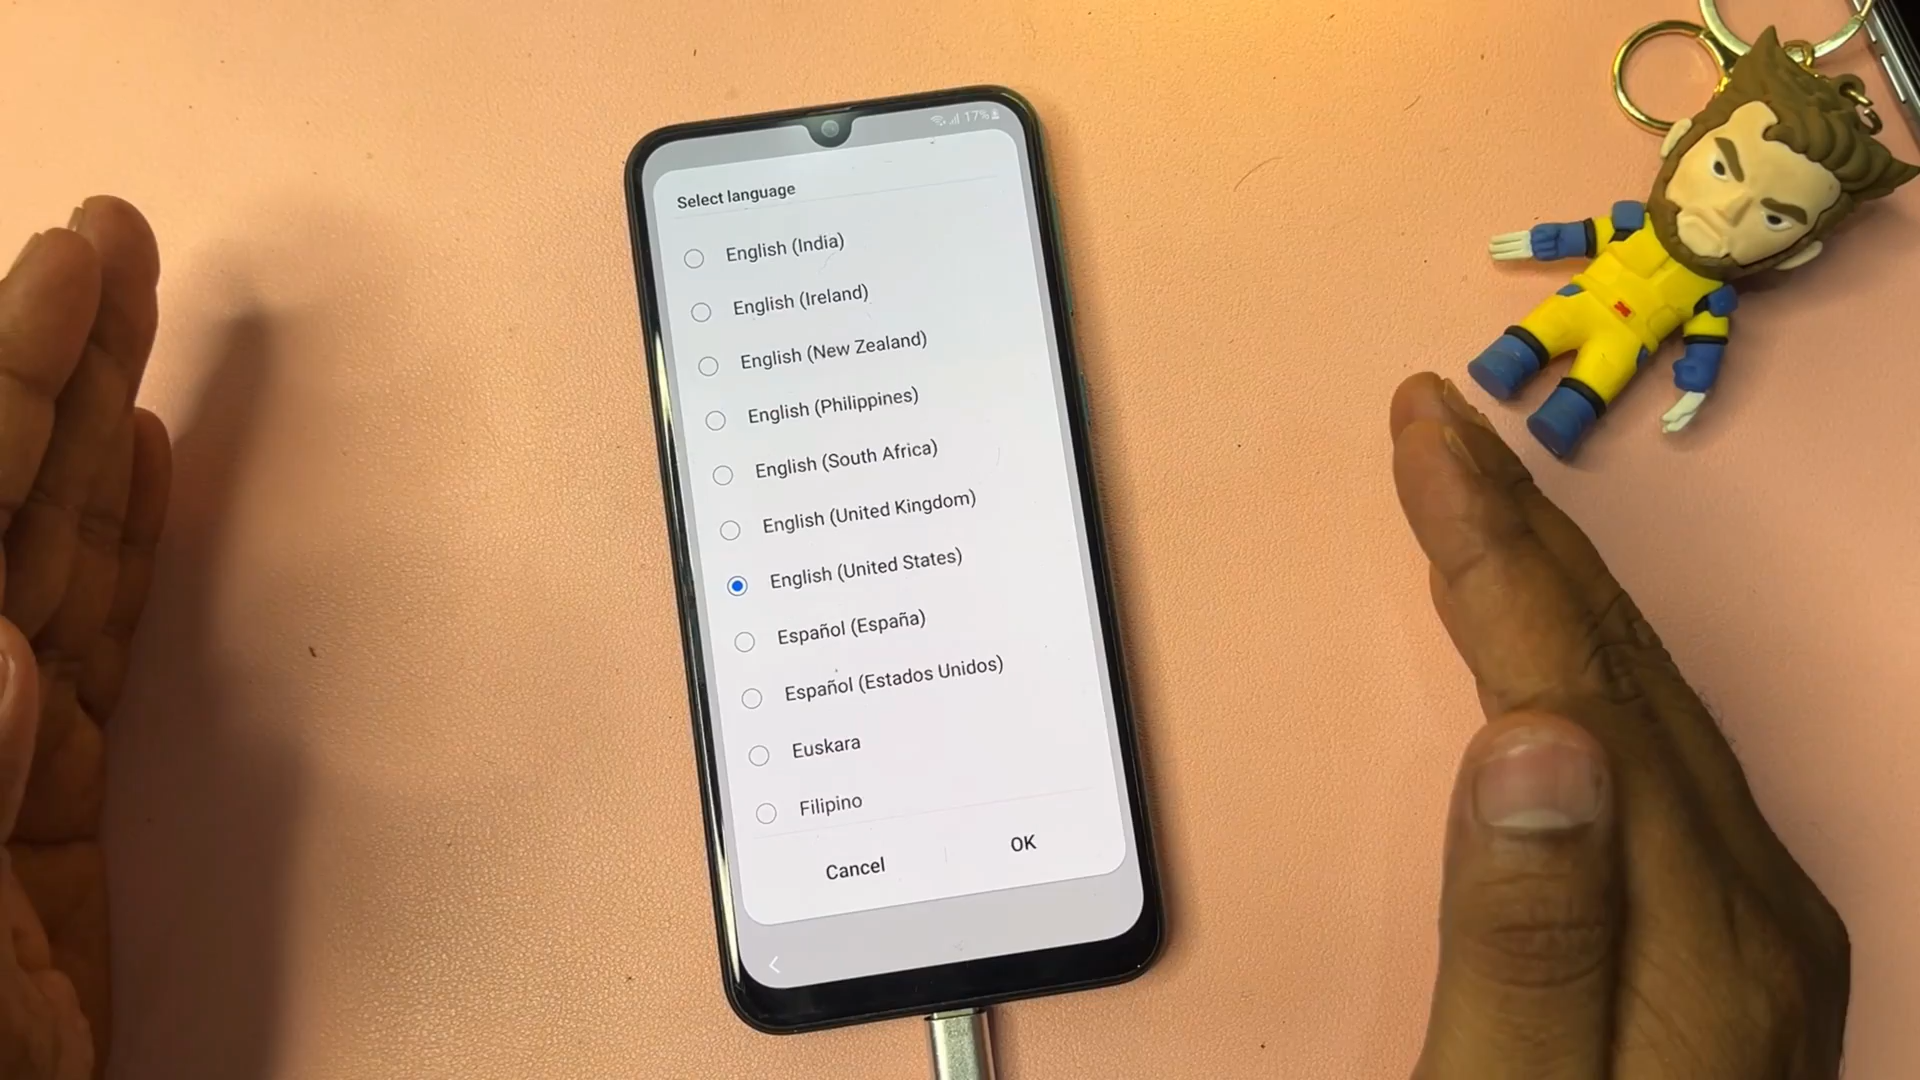 17%
Select language
English (India)
English (Ireland)
English (New Zealand)
English (Philippines)
English (South Africa)
English (United Kingdom)
English (United States)
Español (España)
Español (Estados Unidos)
Euskara
Filipino
Cancel
OK